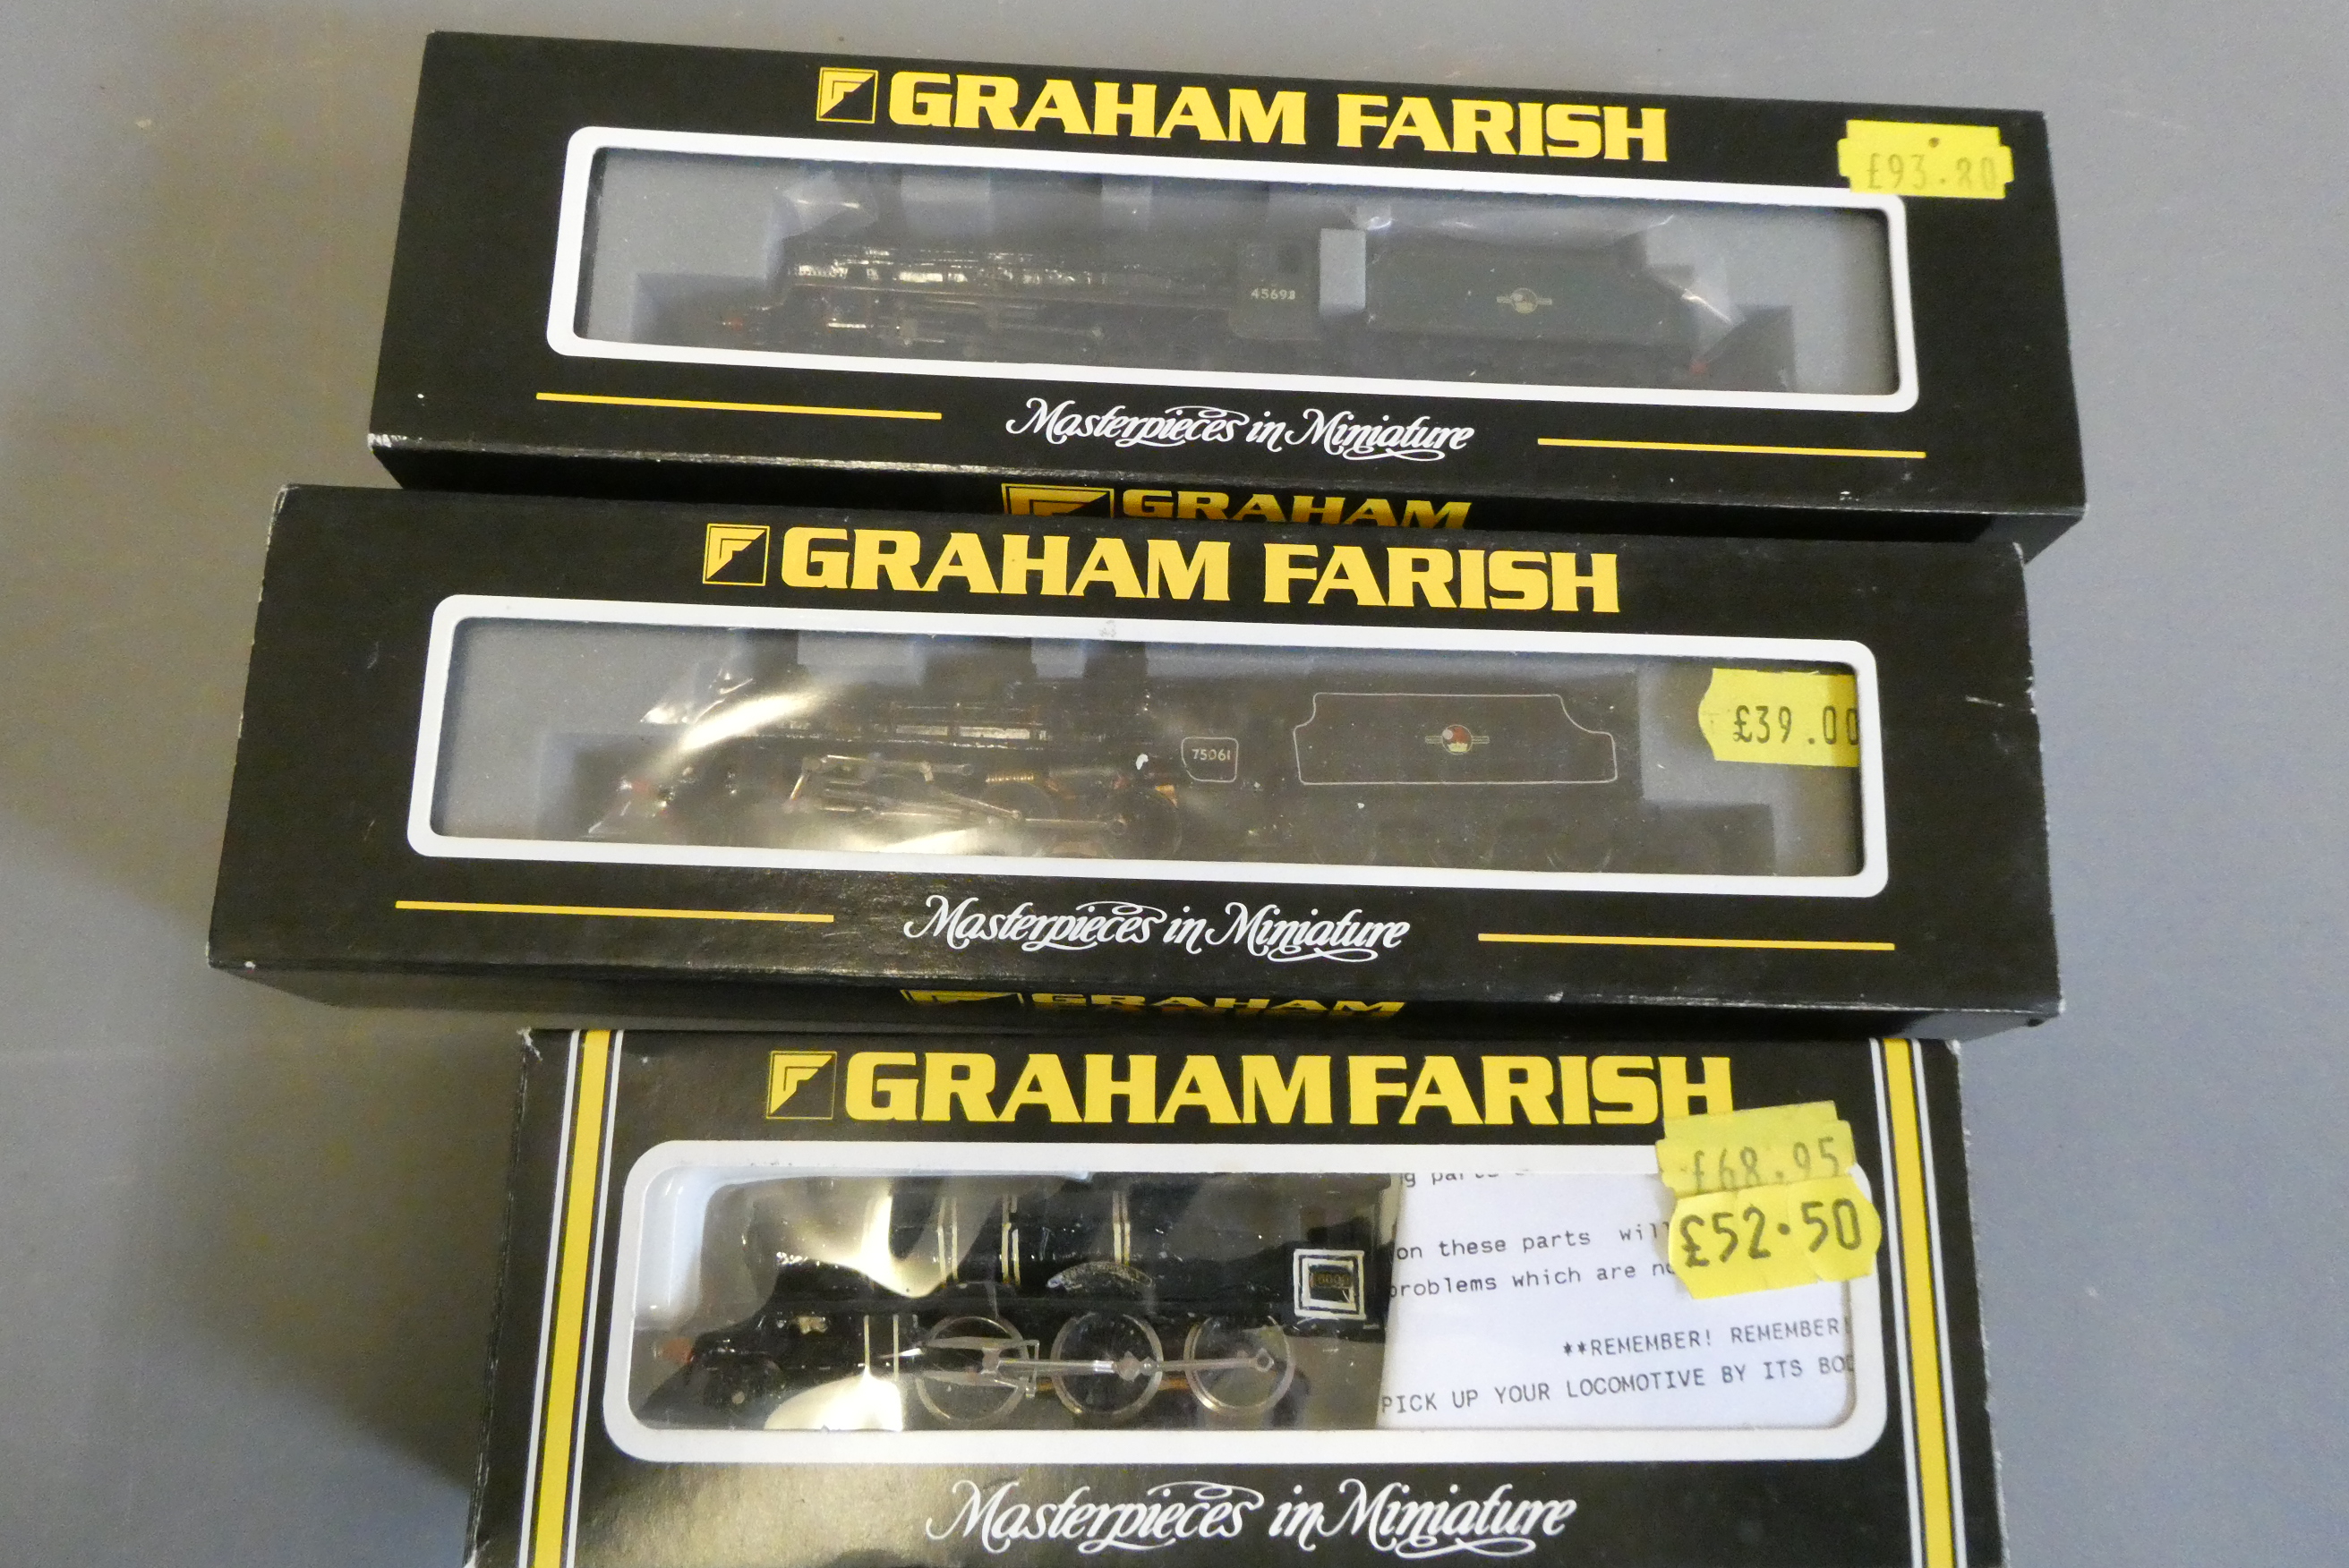 GRAHAM FARISH
£93.80
Masterpieces in Miniature
GRAHAM
GRAHAM FARISH
75061
£39.00
Masterpieces in Miniature
GRAHAM
GRAHAM FARISH
£68.95
£52.50
on these parts
problems which are
**REMEMBER! REMEMBER!
PICK UP YOUR LOCOMOTIVE BY ITS
Masterpieces in Miniature